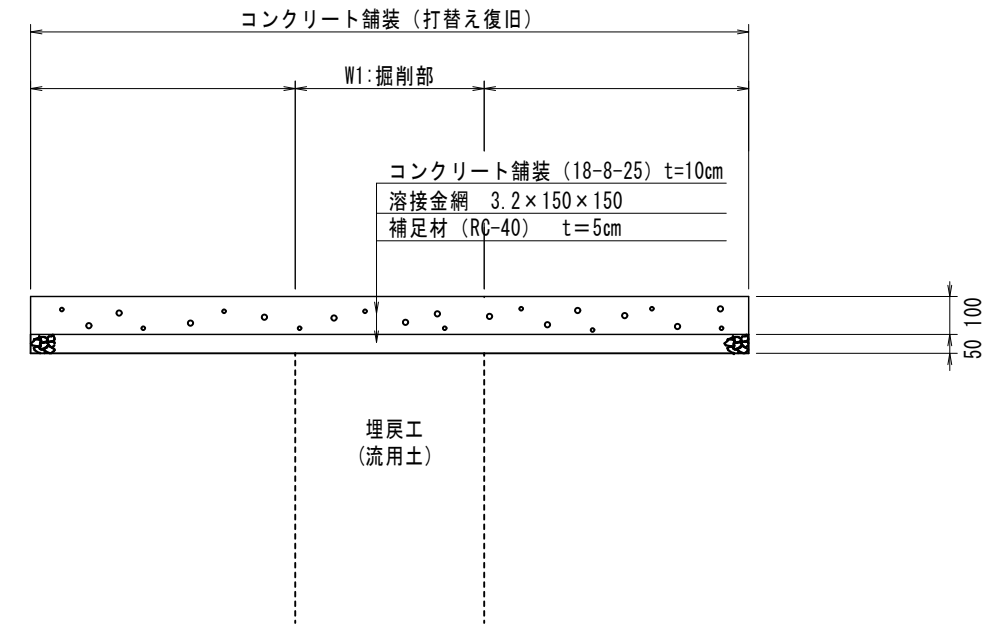 コンクリート舗装（打替え復旧）
W1:掘削部
コンクリート舗装（18-8-25）t=10㎝
溶接金網　3.2×150×150
補足材（RC-40）　t＝5㎝
100
50
埋戻工
（流用土）